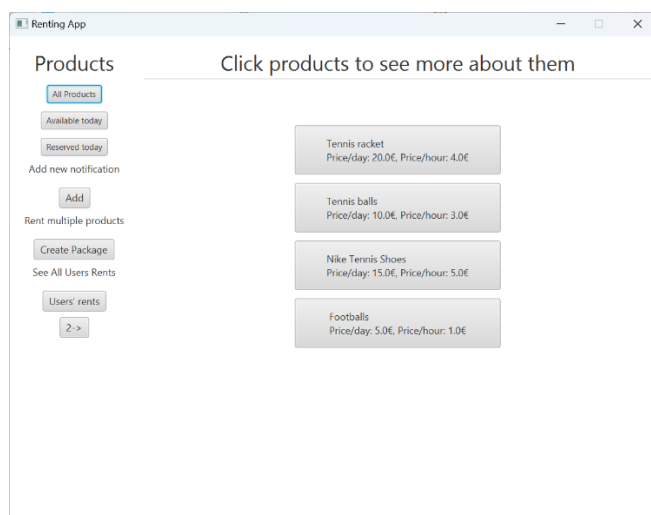 Renting App
Products
All Products
Available today
Reserved today
Add new notification
Add
Rent multiple products
Create Package
See All Users Rents
Users' rents
2->
Click products to see more about them
Tennis racket
Price/day: 20.0€, Price/hour: 4.0€
Tennis balls
Price/day: 10.0€, Price/hour: 3.0€
Nike Tennis Shoes
Price/day: 15.0€, Price/hour: 5.0€
Footballs
Price/day: 5.0€, Price/hour: 1.0€